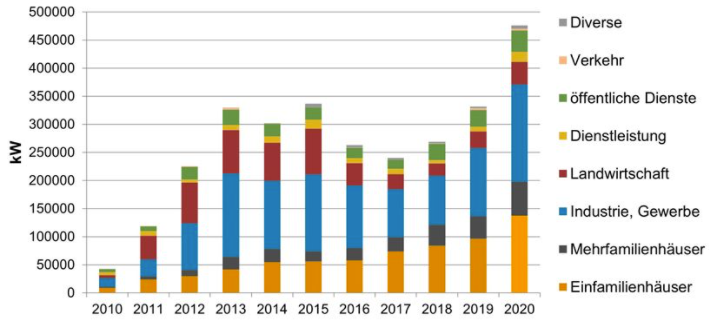 500000
450000
400000
350000
300000
250000
200000
150000
100000
50000
0
kW
2010 2011 2012 2013 2014 2015 2016 2017 2018 2019 2020
Diverse
Verkehr
öffentliche Dienste
Dienstleistung
Landwirtschaft
Industrie, Gewerbe
Mehrfamilienhäuser
Einfamilienhäuser